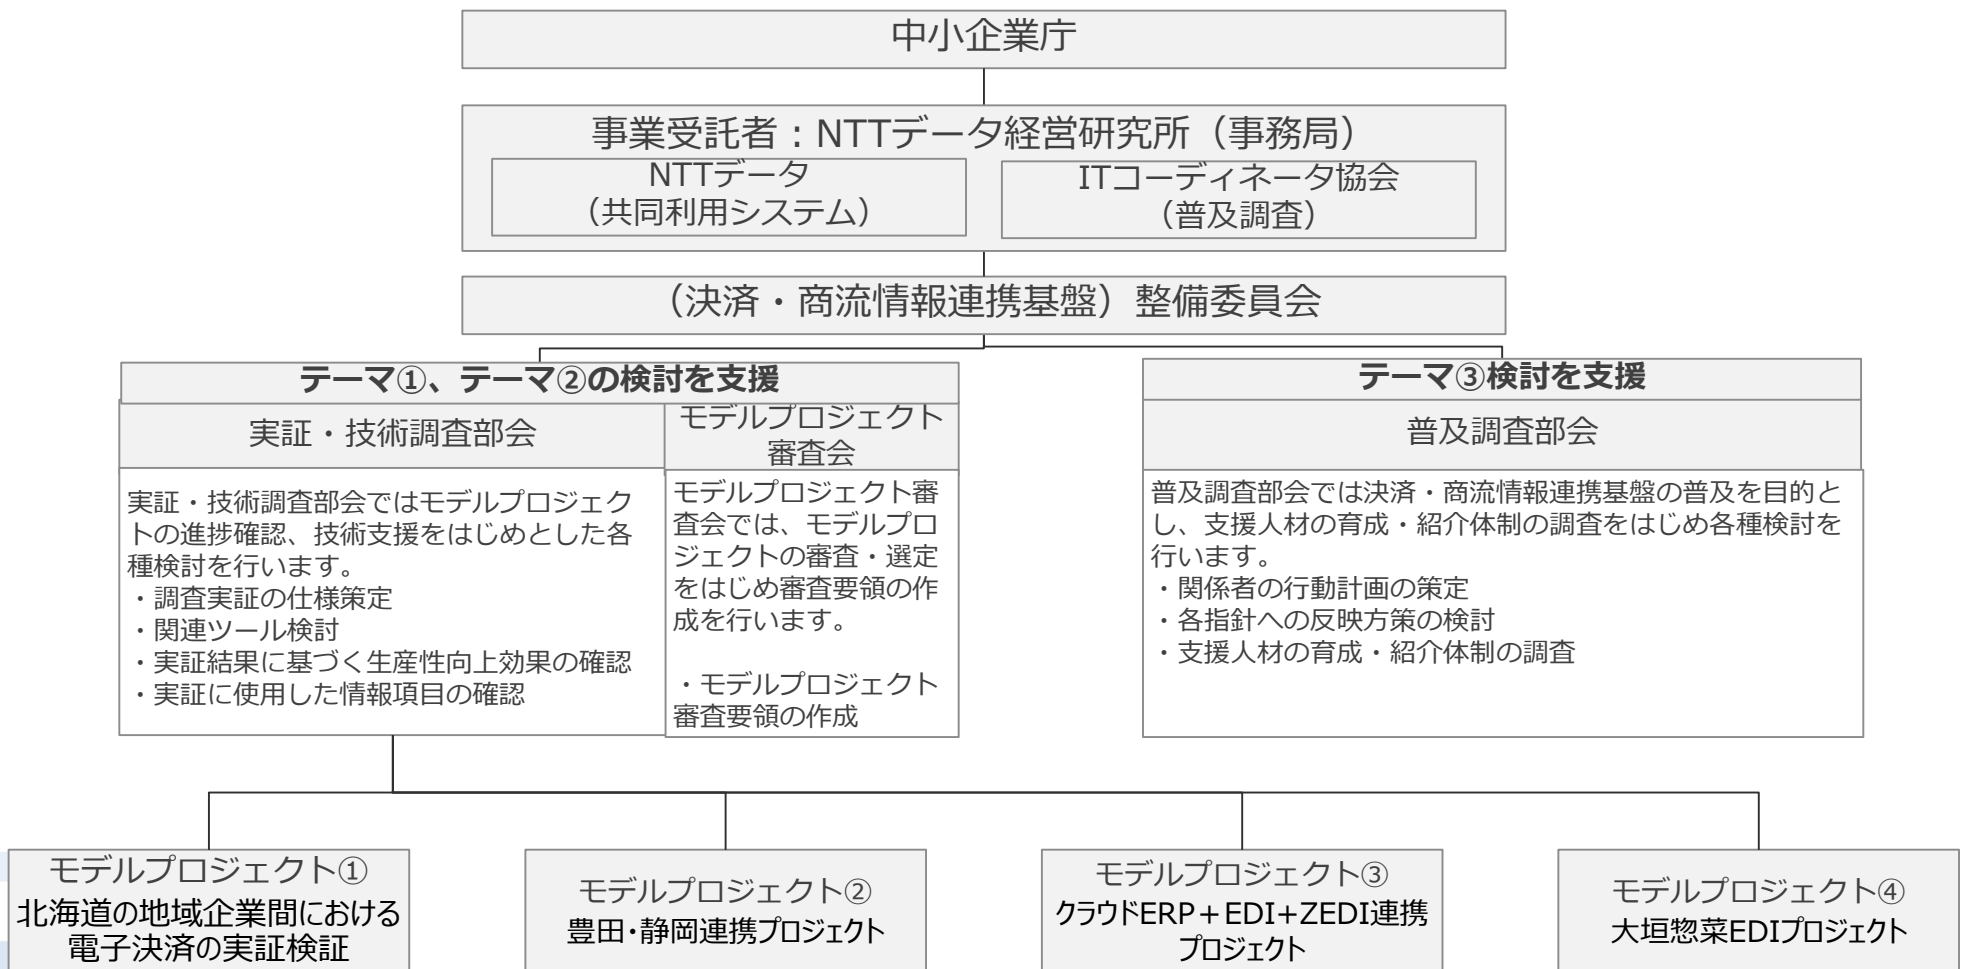 中小企業庁
事業受託者：NTTデータ経営研究所（事務局）
NTTデータ
（共同利用システム）
ITコーディネータ協会
（普及調査）
（決済・商流情報連携基盤）整備委員会
テーマ①、テーマ②の検討を支援
実証・技術調査部会
モデルプロジェクト
審査会
実証・技術調査部会ではモデルプロジェク
トの進捗確認、技術支援をはじめとした各
種検討を行います。
・調査実証の仕様策定
・関連ツール検討
・実証結果に基づく生産性向上効果の確認
・実証に使用した情報項目の確認
モデルプロジェクト審
査会では、モデルプロ
ジェクトの審査・選定
をはじめ審査要領の作
成を行います。
・モデルプロジェクト
審査要領の作成
テーマ③検討を支援
普及調査部会
普及調査部会では決済・商流情報連携基盤の普及を目的と
し、支援人材の育成・紹介体制の調査をはじめ各種検討を
行います。
・関係者の行動計画の策定
・各指針への反映方策の検討
・支援人材の育成・紹介体制の調査
モデルプロジェクト①
北海道の地域企業間における
電子決済の実証検証
モデルプロジェクト②
豊田・静岡連携プロジェクト
モデルプロジェクト③
クラウドERP＋EDI+ZEDI連携
プロジェクト
モデルプロジェクト④
大垣惣菜EDIプロジェクト